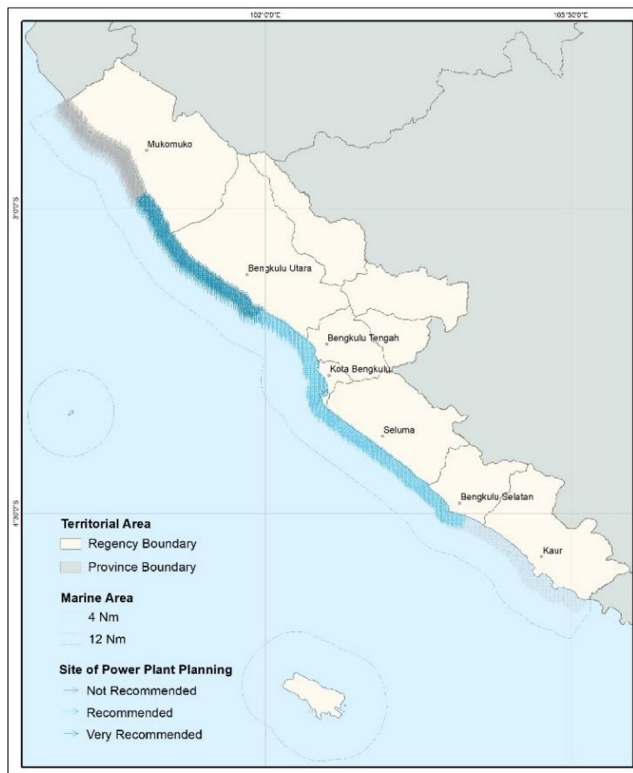 102°0'0"E
103°30'0"E
Mukomuko
3°0'0"S
Bengkulu Utara
Bengkulu Tengah
Kota Bengkulu
Seluma
Bengkulu Selatan
4°0'0"S
Kaur
Territorial Area
Regency Boundary
Province Boundary
Marine Area
4 Nm
12 Nm
Site of Power Plant Planning
Not Recommended
Recommended
Very Recommended